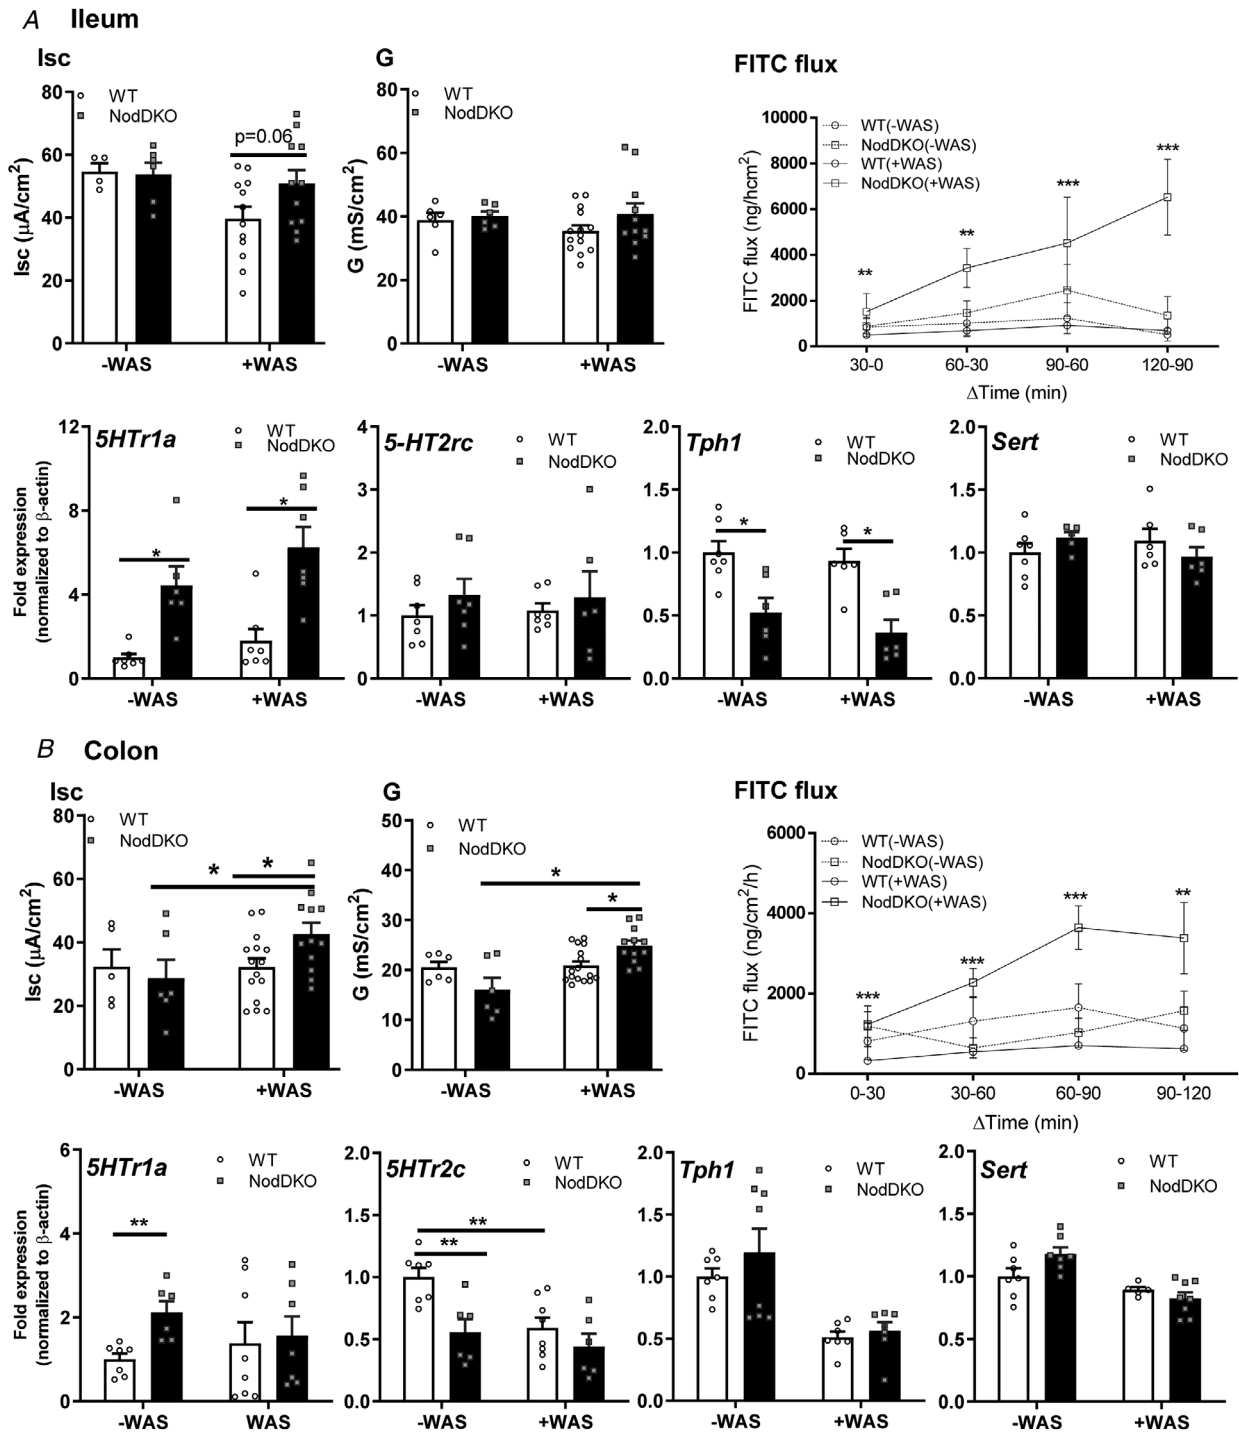 A Ileum
Isc
G
FITC flux
80
60
40
20
0
Isc (µA/cm²)
WT
NodDKO
p=0.06
-WAS
+WAS
80
60
40
20
0
G (mS/cm²)
WT
NodDKO
-WAS
+WAS
10000
8000
6000
4000
2000
0
FITC flux (ng/hcm²)
WT(-WAS)
NodDKO(-WAS)
WT(+WAS)
NodDKO(+WAS)
**
**
***
***
30-0
60-30
90-60
120-90
ΔTime (min)
Fold expression
(normalized to β-actin)
12
8
4
0
5HTr1a
WT
NodDKO
*
*
-WAS
+WAS
4
3
2
1
0
5-HT2rc
WT
NodDKO
-WAS
+WAS
2.0
1.5
1.0
0.5
0.0
Tph1
WT
NodDKO
*
*
-WAS
+WAS
2.0
1.5
1.0
0.5
0.0
Sert
WT
NodDKO
-WAS
+WAS
B Colon
Isc
G
FITC flux
80
60
40
20
0
Isc (µA/cm²)
WT
NodDKO
*
*
-WAS
+WAS
50
40
30
20
10
0
G (mS/cm²)
WT
NodDKO
*
*
-WAS
+WAS
6000
4000
2000
0
FITC flux (ng/cm²/h)
WT(-WAS)
NodDKO(-WAS)
WT(+WAS)
NodDKO(+WAS)
***
***
***
**
0-30
30-60
60-90
90-120
ΔTime (min)
Fold expression
(normalized to β-actin)
6
4
2
0
5HTr1a
WT
NodDKO
**
-WAS
WAS
2.0
1.5
1.0
0.5
0.0
5HTr2c
WT
NodDKO
**
**
-WAS
+WAS
2.0
1.5
1.0
0.5
0.0
Tph1
WT
NodDKO
-WAS
+WAS
2.0
1.5
1.0
0.5
0.0
Sert
WT
NodDKO
-WAS
+WAS